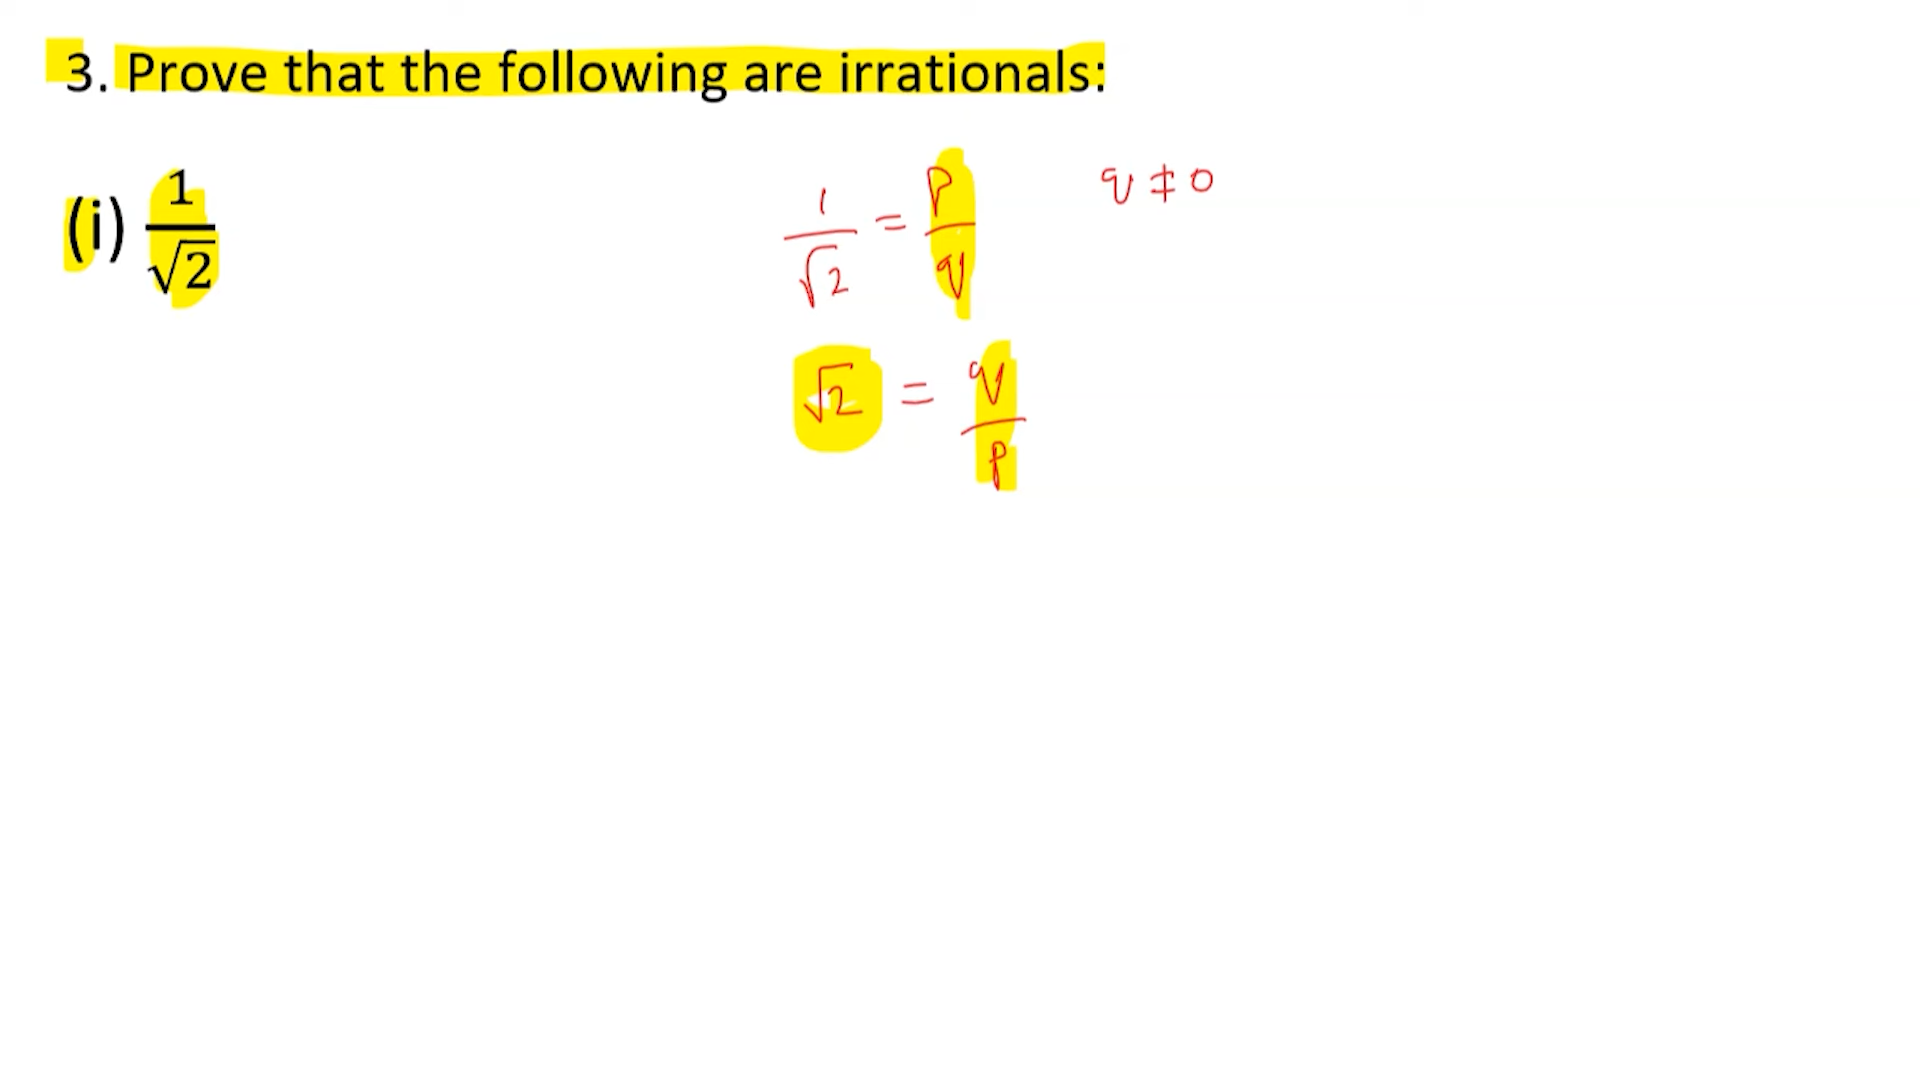 3. Prove that the following are irrationals:
(i) 1/√2
1/√2 = p/q q ≠ 0
√2 = q/p